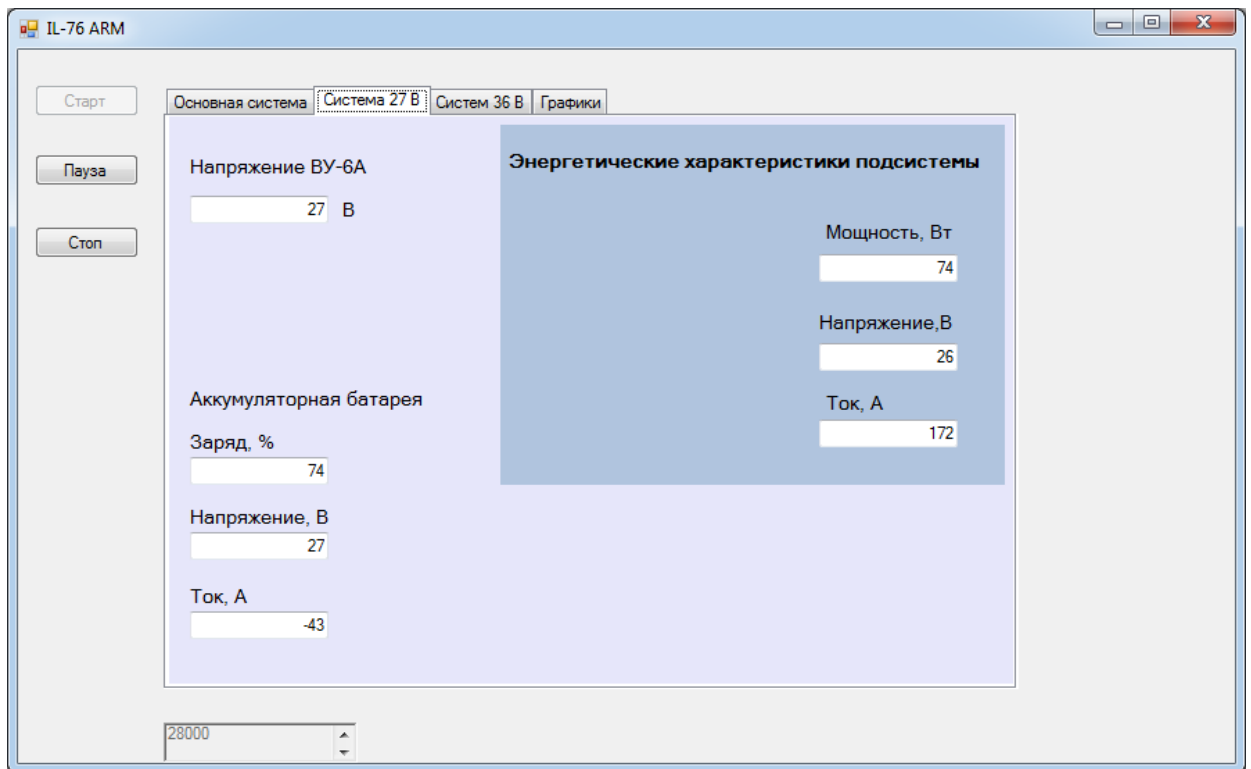 IL-76 ARM
Старт
Пауза
Стоп
Основная система
Система 27 В
Систем 36 В
Графики
Напряжение ВУ-6А
27 В
Аккумуляторная батарея
Заряд, %
74
Напряжение, В
27
Ток, А
-43
Энергетические характеристики подсистемы
Мощность, Вт
74
Напряжение,В
26
Ток, А
172
28000